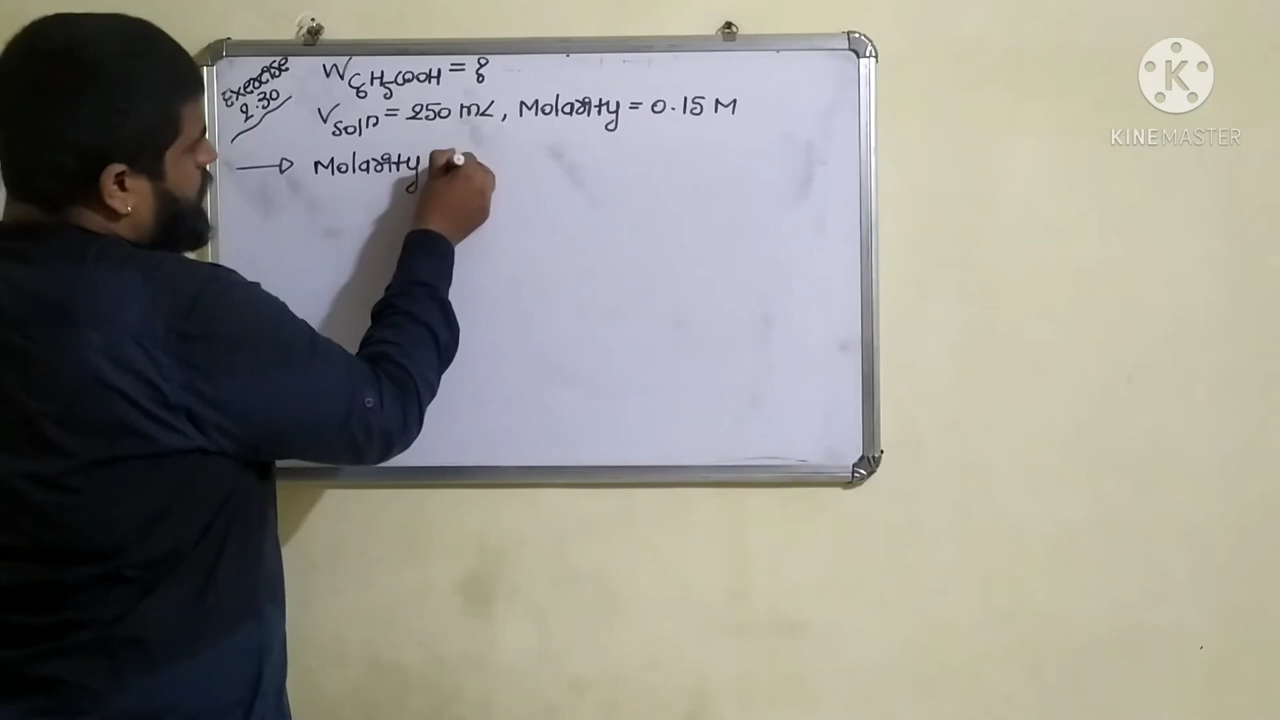 Exercise
2.30
W C6H5COOH = ?
V soln = 250 mL, Molarity = 0.15 M
→ Molarity
K
KINEMASTER